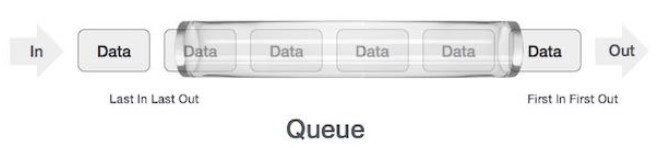 In Data Data Data Data Data Data Out
Last In Last Out First In First Out
Queue